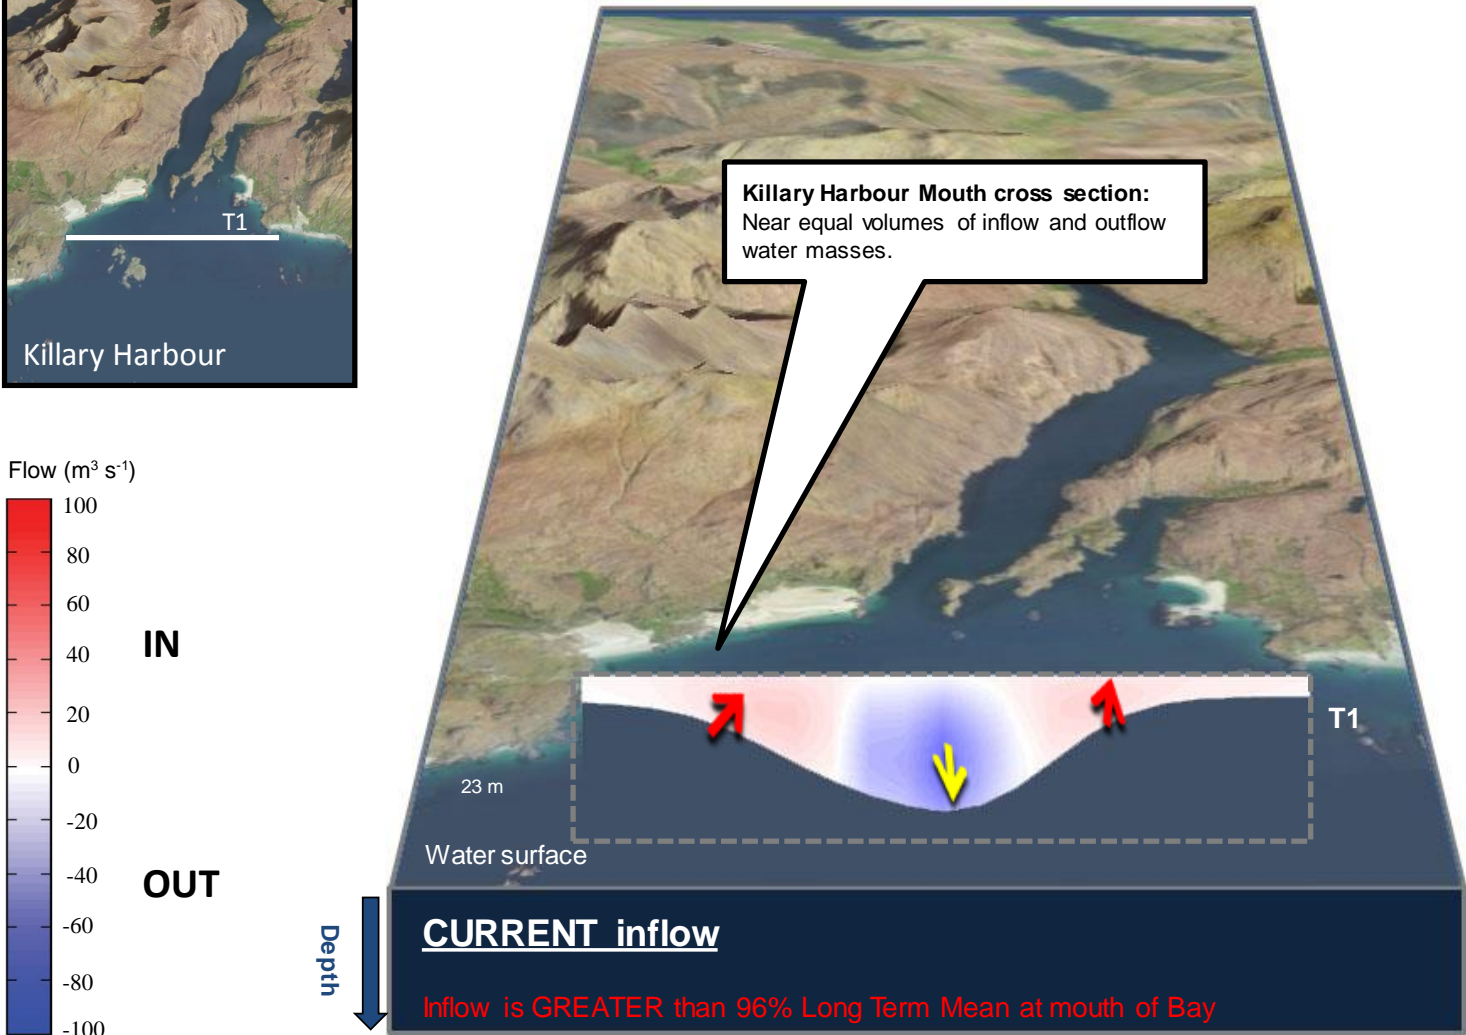 T1
Killary Harbour
Killary Harbour Mouth cross section:
Near equal volumes of inflow and outflow
water masses.
Flow (m³ s⁻¹)
100
80
60
40
20
0
-20
-40
-60
-80
-100
IN
OUT
T1
23 m
Water surface
Depth
CURRENT inflow
Inflow is GREATER than 96% Long Term Mean at mouth of Bay